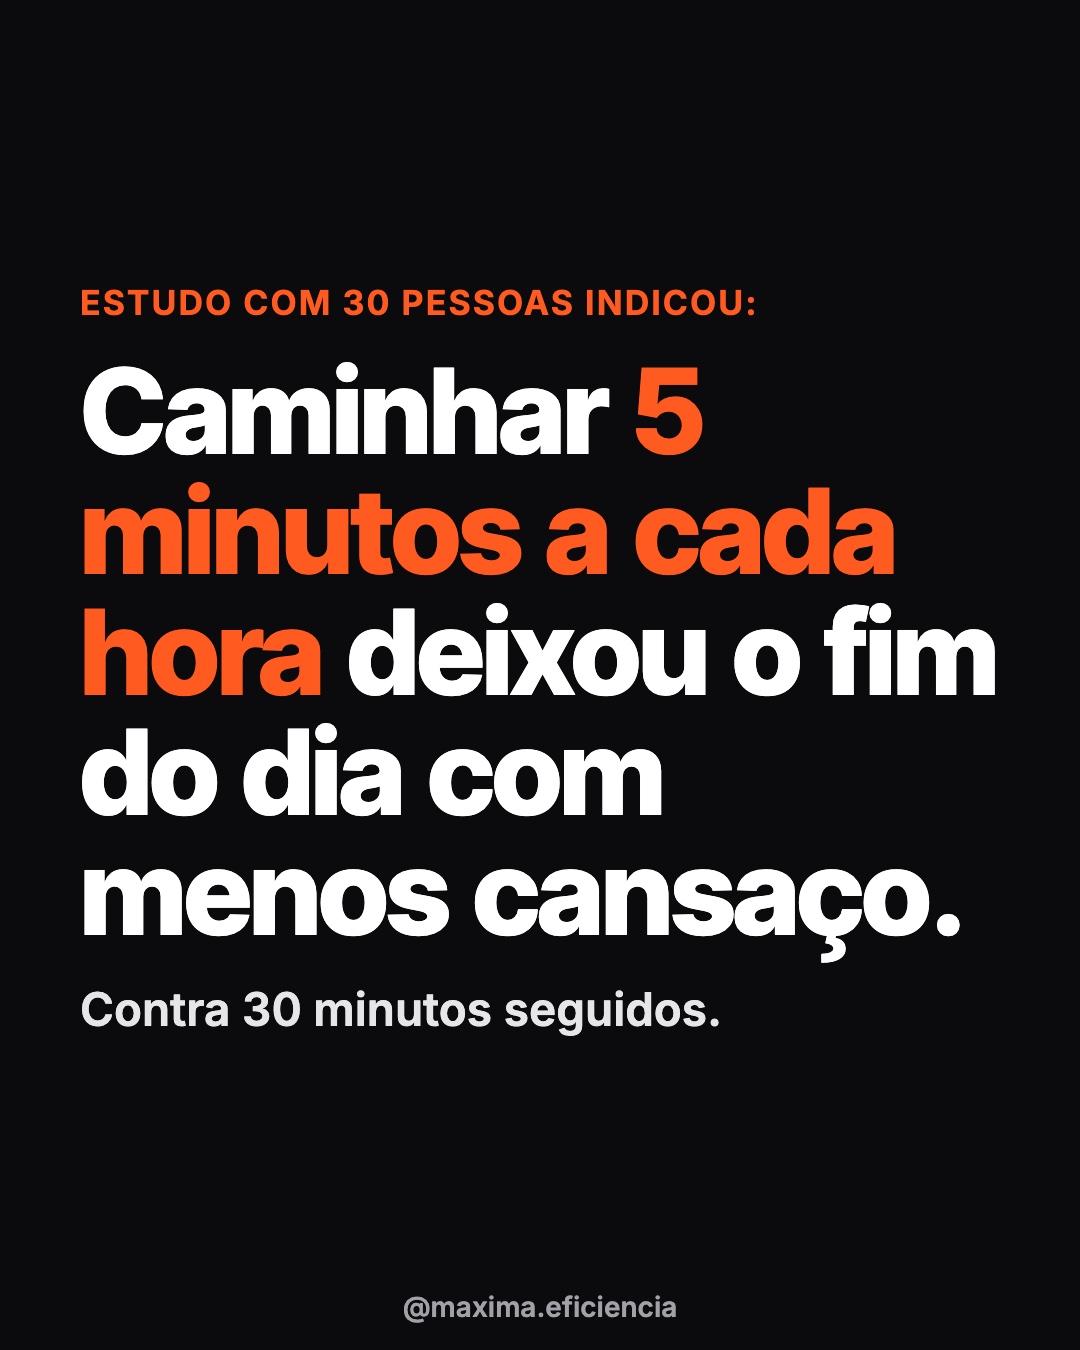 ESTUDO COM 30 PESSOAS INDICOU:
Caminhar 5
minutos a cada
hora deixou o fim
do dia com
menos cansaço.
Contra 30 minutos seguidos.
@maxima.eficiencia